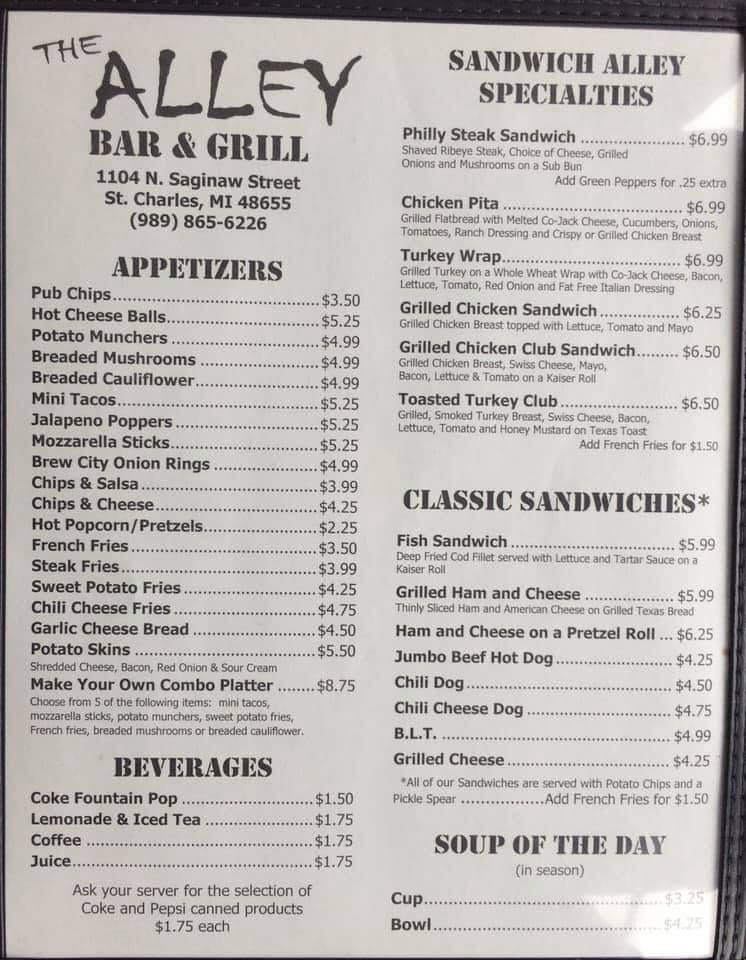 THE
ALLEY
BAR & GRILL
1104 N. Saginaw Street
St. Charles, MI 48655
(989) 865-6226
APPETIZERS
Pub Chips....................................$3.50
Hot Cheese Balls...........................$5.25
Potato Munchers ..........................$4.99
Breaded Mushrooms .....................$4.99
Breaded Cauliflower......................$4.99
Mini Tacos...................................$5.25
Jalapeno Poppers .........................$5.25
Mozzarella Sticks..........................$5.25
Brew City Onion Rings ..................$4.99
Chips & Salsa...............................$3.99
Chips & Cheese.............................$4.25
Hot Popcorn/Pretzels....................$2.25
French Fries.................................$3.50
Steak Fries...................................$3.99
Sweet Potato Fries ........................$4.25
Chili Cheese Fries .........................$4.75
Garlic Cheese Bread ......................$4.50
Potato Skins ................................$5.50
Shredded Cheese, Bacon, Red Onion & Sour Cream
Make Your Own Combo Platter .......$8.75
Choose from 5 of the following items: mini tacos,
mozzarella sticks, potato munchers, sweet potato fries,
French fries, breaded mushrooms or breaded cauliflower.
BEVERAGES
Coke Fountain Pop .......................$1.50
Lemonade & Iced Tea ...................$1.75
Coffee ........................................$1.75
Juice..........................................$1.75
Ask your server for the selection of
Coke and Pepsi canned products
$1.75 each
SANDWICH ALLEY
SPECIALTIES
Philly Steak Sandwich ...................... $6.99
Shaved Ribeye Steak, Choice of Cheese, Grilled
Onions and Mushrooms on a Sub Bun
Add Green Peppers for .25 extra
Chicken Pita ..................................... $6.99
Grilled Flatbread with Melted Co-Jack Cheese, Cucumbers, Onions,
Tomatoes, Ranch Dressing and Crispy or Grilled Chicken Breast
Turkey Wrap...................................... $6.99
Grilled Turkey on a Whole Wheat Wrap with Co-Jack Cheese, Bacon,
Lettuce, Tomato, Red Onion and Fat Free Italian Dressing
Grilled Chicken Sandwich ................. $6.25
Grilled Chicken Breast topped with Lettuce, Tomato and Mayo
Grilled Chicken Club Sandwich......... $6.50
Grilled Chicken Breast, Swiss Cheese, Mayo,
Bacon, Lettuce & Tomato on a Kaiser Roll
Toasted Turkey Club ......................... $6.50
Grilled, Smoked Turkey Breast, Swiss Cheese, Bacon,
Lettuce, Tomato and Honey Mustard on Texas Toast
Add French Fries for $1.50
CLASSIC SANDWICHES*
Fish Sandwich ................................... $5.99
Deep Fried Cod Fillet served with Lettuce and Tartar Sauce on a
Kaiser Roll
Grilled Ham and Cheese ................... $5.99
Thinly Sliced Ham and American Cheese on Grilled Texas Bread
Ham and Cheese on a Pretzel Roll ... $6.25
Jumbo Beef Hot Dog......................... $4.25
Chili Dog............................................ $4.50
Chili Cheese Dog ............................... $4.75
B.L.T. ................................................ $4.99
Grilled Cheese................................... $4.25
*All of our Sandwiches are served with Potato Chips and a
Pickle Spear ..................Add French Fries for $1.50
SOUP OF THE DAY
(in season)
Cup................................................... $3.25
Bowl................................................. $4.25